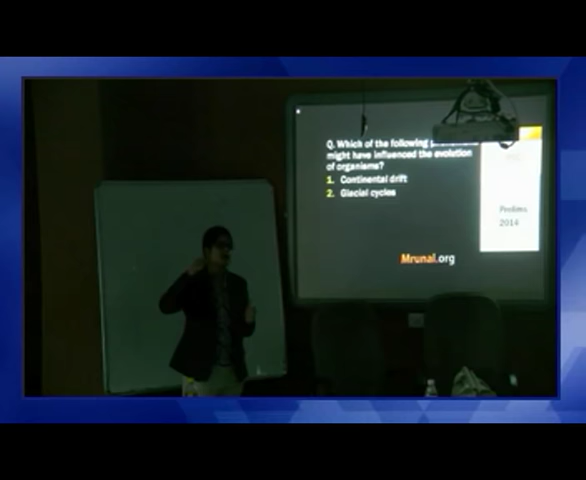 Q. Which of the following
might have influenced the evolution
of organisms?
1. Continental drift
2. Glacial cycles
Prelims
2014
Mrunal.org